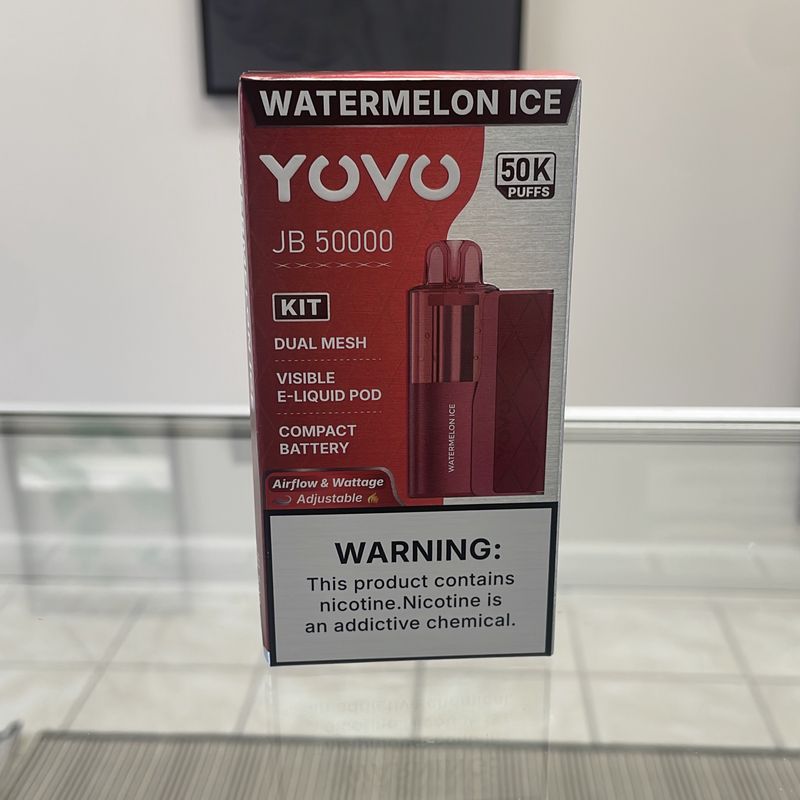 WATERMELON ICE
YOVO
50K
PUFFS
JB 50000
KIT
DUAL MESH
VISIBLE
E-LIQUID POD
COMPACT
BATTERY
WATERMELON ICE
Airflow & Wattage
Adjustable
WARNING:
This product contains
nicotine.Nicotine is
an addictive chemical.